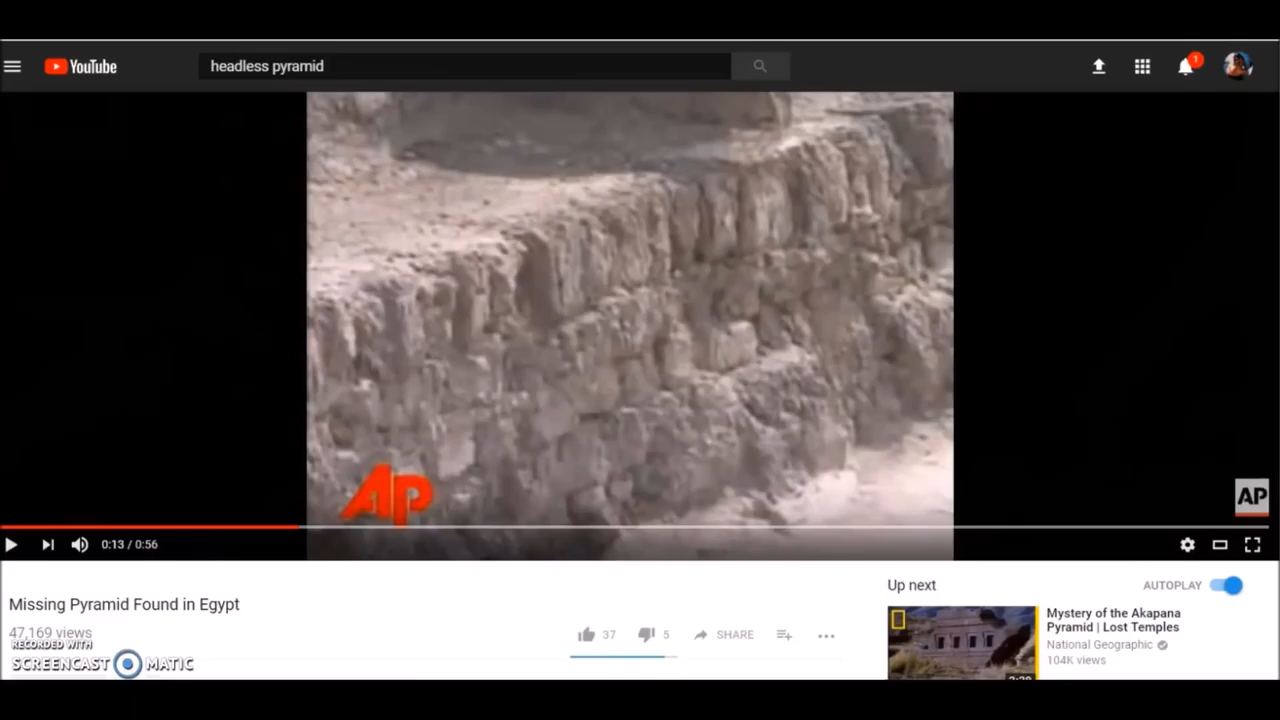 YouTube
headless pyramid
1
AP
AP
0:13 / 0:56
Missing Pyramid Found in Egypt
47,169 views
37
5
SHARE
RECORDED WITH
SCREENCAST MATIC
Up next
AUTOPLAY
Mystery of the Akapana
Pyramid | Lost Temples
National Geographic
104K views